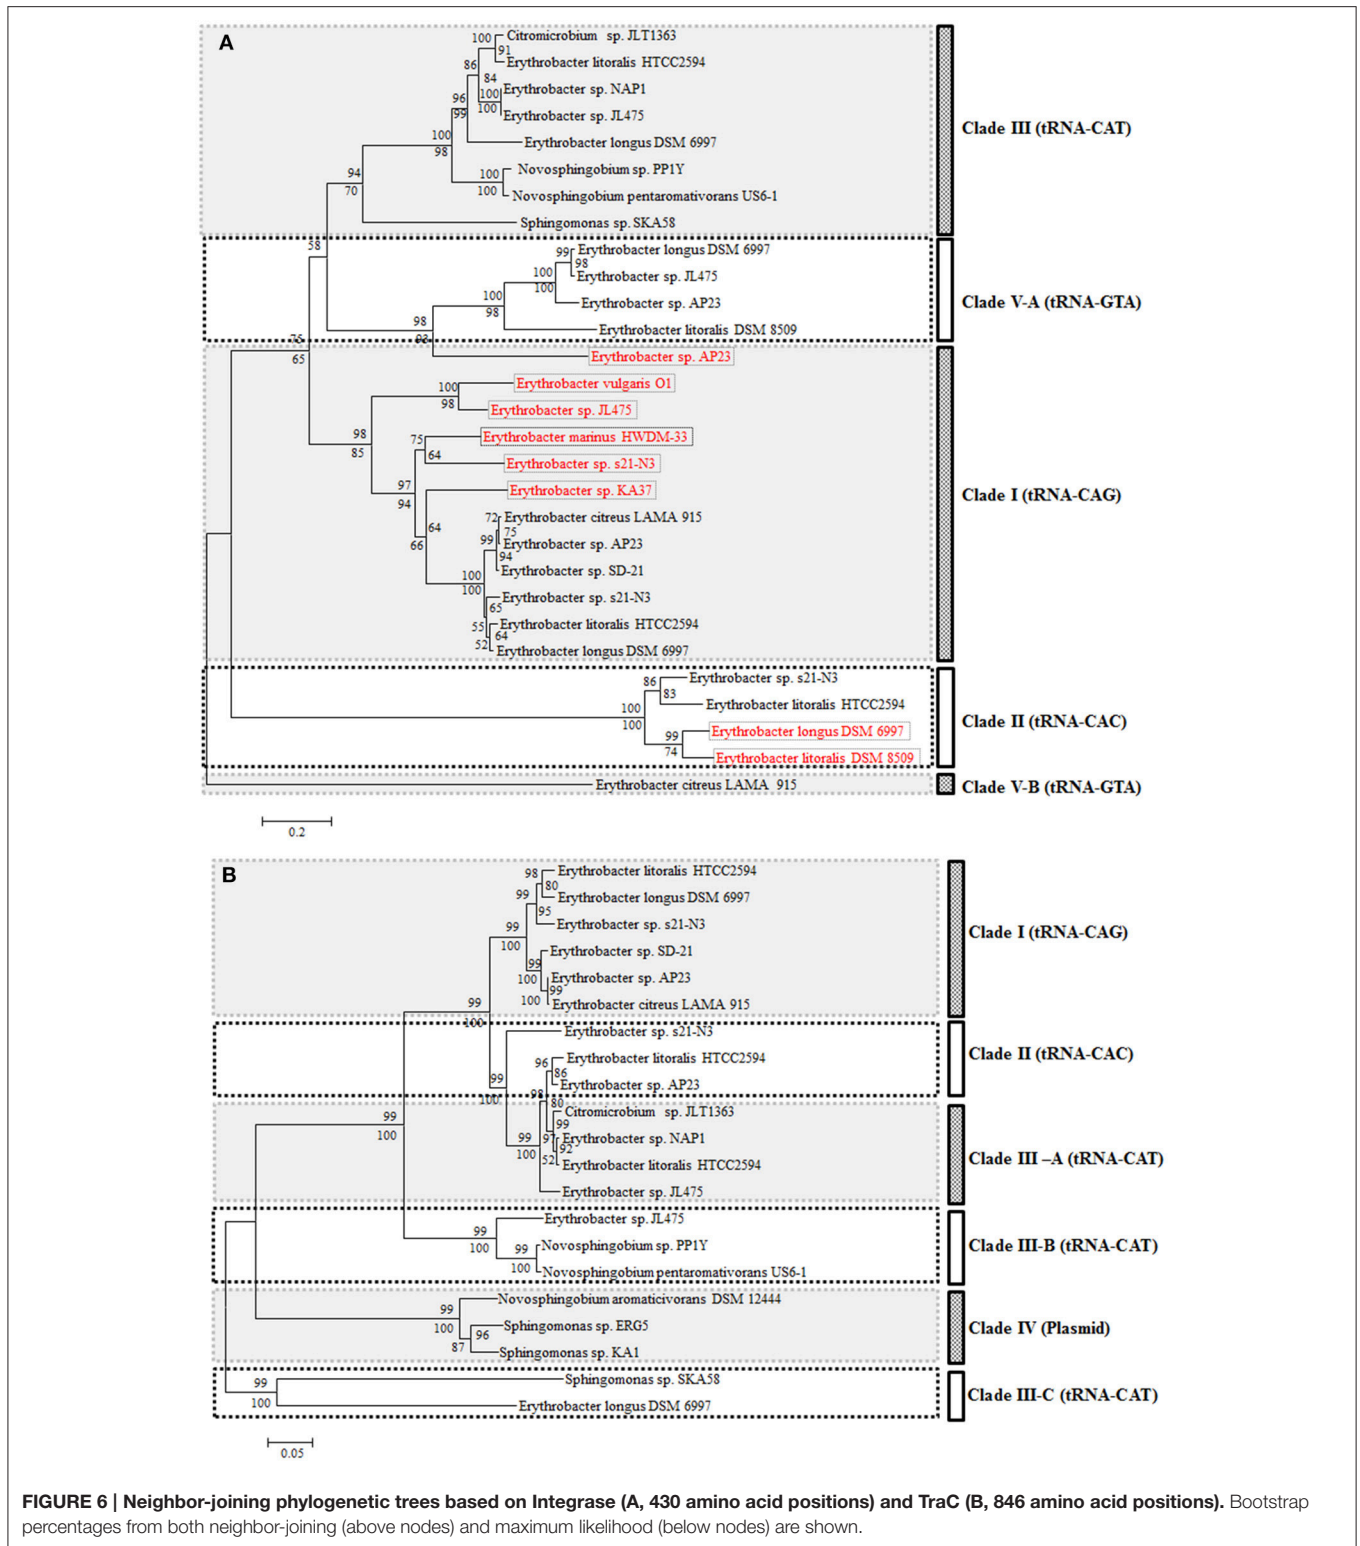 A
Citromicrobium sp. JLT1363
100
91
Erythrobacter litoralis HTCC2594
86
84
Erythrobacter sp. NAP1
96
100
99
100
Erythrobacter sp. JL475
100
98
Erythrobacter longus DSM 6997
Clade III (tRNA-CAT)
100
Novosphingobium sp. PP1Y
94
70
100
Novosphingobium pentaromativorans US6-1
Sphingomonas sp. SKA58
58
99
Erythrobacter longus DSM 6997
98
100
Erythrobacter sp. JL475
100
100
Erythrobacter sp. AP23
Clade V-A (tRNA-GTA)
98
98
Erythrobacter litoralis DSM 8509
75
93
65
Erythrobacter sp. AP23
100
Erythrobacter vulgaris O1
98
Erythrobacter sp. JL475
98
85
75
Erythrobacter marinus HWDM-33
64
Erythrobacter sp. s21-N3
97
94
Erythrobacter sp. KA37
Clade I (tRNA-CAG)
72
Erythrobacter citreus LAMA 915
64
75
66
99
Erythrobacter sp. AP23
94
100
Erythrobacter sp. SD-21
100
Erythrobacter sp. s21-N3
65
55
Erythrobacter litoralis HTCC2594
64
52
Erythrobacter longus DSM 6997
86
Erythrobacter sp. s21-N3
83
100
Erythrobacter litoralis HTCC2594
100
Clade II (tRNA-CAC)
99
Erythrobacter longus DSM 6997
74
Erythrobacter litoralis DSM 8509
Erythrobacter citreus LAMA 915
Clade V-B (tRNA-GTA)
0.2
B
98
Erythrobacter litoralis HTCC2594
80
99
Erythrobacter longus DSM 6997
95
99
Erythrobacter sp. s21-N3
Clade I (tRNA-CAG)
100
Erythrobacter sp. SD-21
99
100
Erythrobacter sp. AP23
99
100
Erythrobacter citreus LAMA 915
99
100
Erythrobacter sp. s21-N3
96
Erythrobacter litoralis HTCC2594
Clade II (tRNA-CAC)
86
99
Erythrobacter sp. AP23
100
98
80
99
Citromicrobium sp. JLT1363
100
99
99
97
Erythrobacter sp. NAP1
92
100
52
Erythrobacter litoralis HTCC2594
Clade III –A (tRNA-CAT)
Erythrobacter sp. JL475
Erythrobacter sp. JL475
99
100
99
Novosphingobium sp. PP1Y
Clade III-B (tRNA-CAT)
100
Novosphingobium pentaromativorans US6-1
Novosphingobium aromaticivorans DSM 12444
99
100
Sphingomonas sp. ERG5
96
Clade IV (Plasmid)
87
Sphingomonas sp. KA1
99
Sphingomonas sp. SKA58
100
Clade III-C (tRNA-CAT)
Erythrobacter longus DSM 6997
0.05
FIGURE 6 | Neighbor-joining phylogenetic trees based on Integrase (A, 430 amino acid positions) and TraC (B, 846 amino acid positions). Bootstrap
percentages from both neighbor-joining (above nodes) and maximum likelihood (below nodes) are shown.